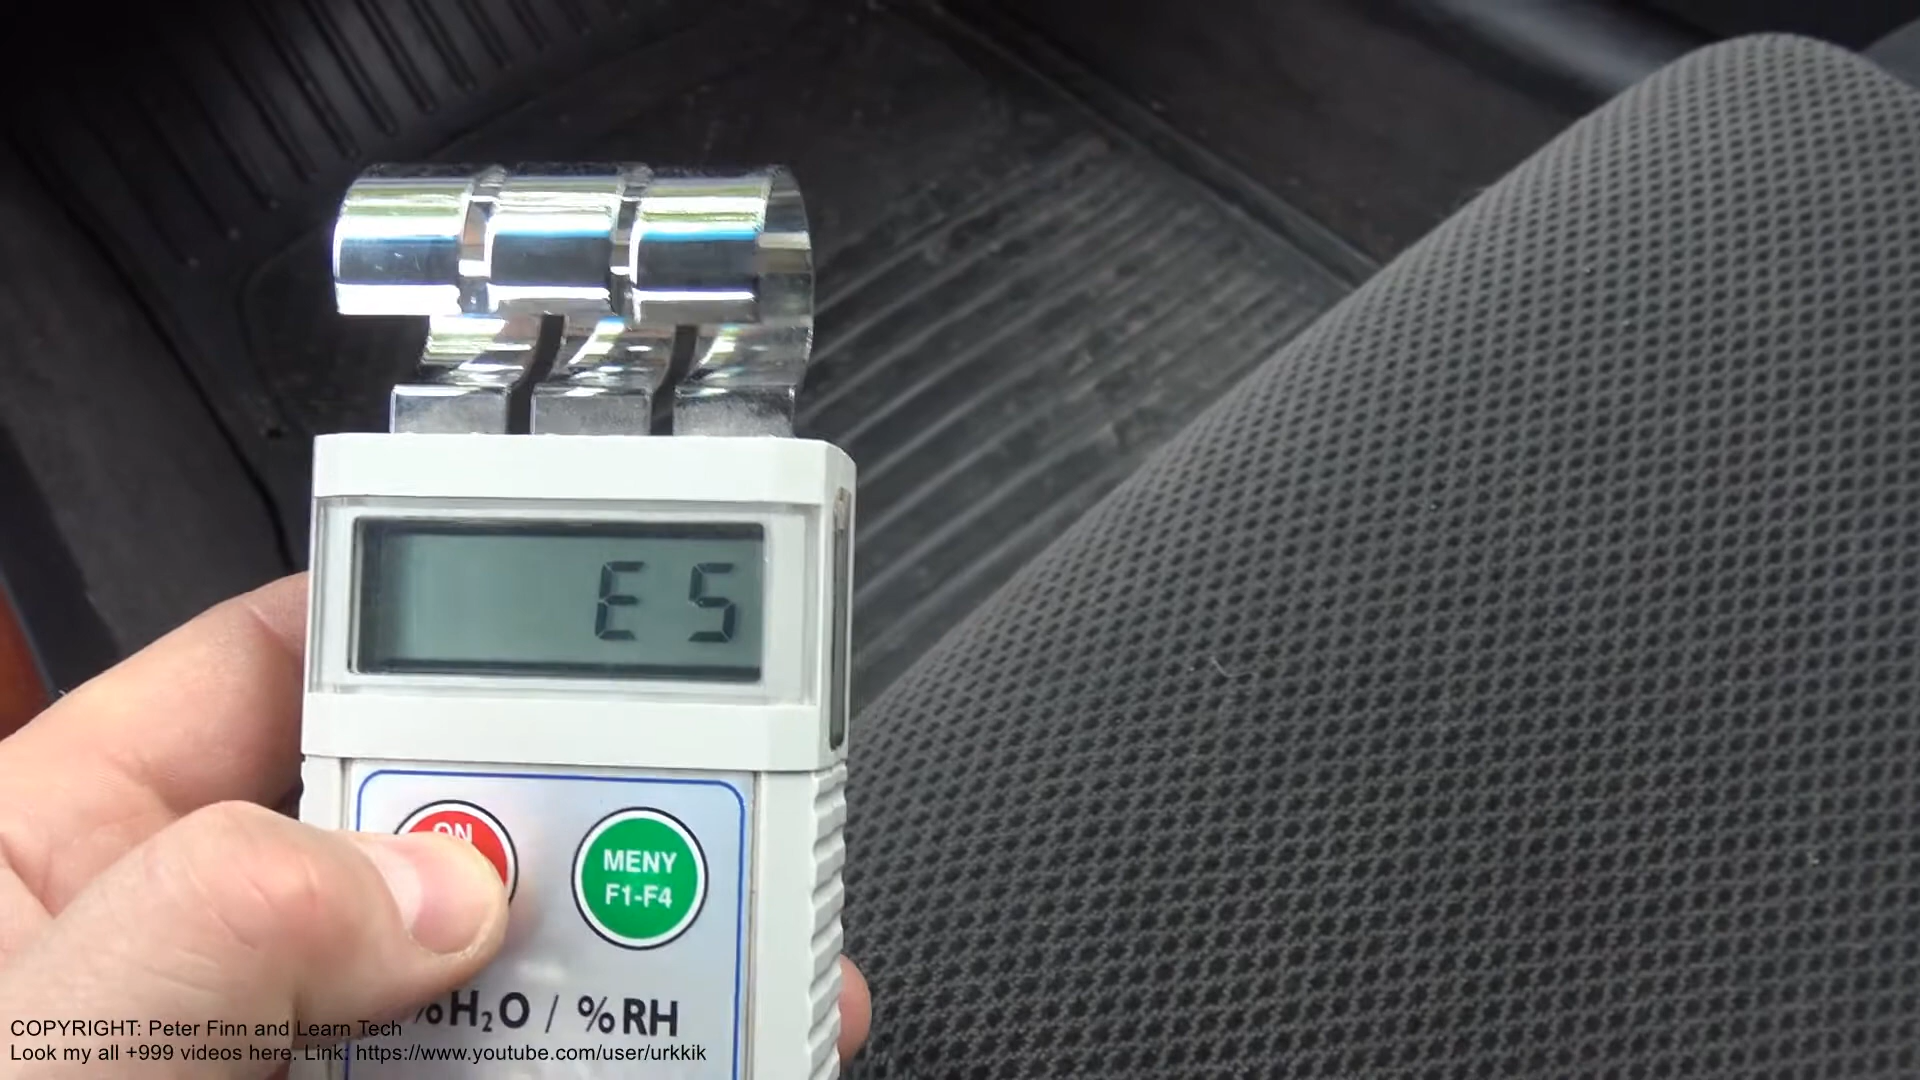 E 5
ON
MENY
F1-F4
%H₂O / %RH
COPYRIGHT: Peter Finn and Learn Tech
Look my all +999 videos here. Link: https://www.youtube.com/user/urkkik